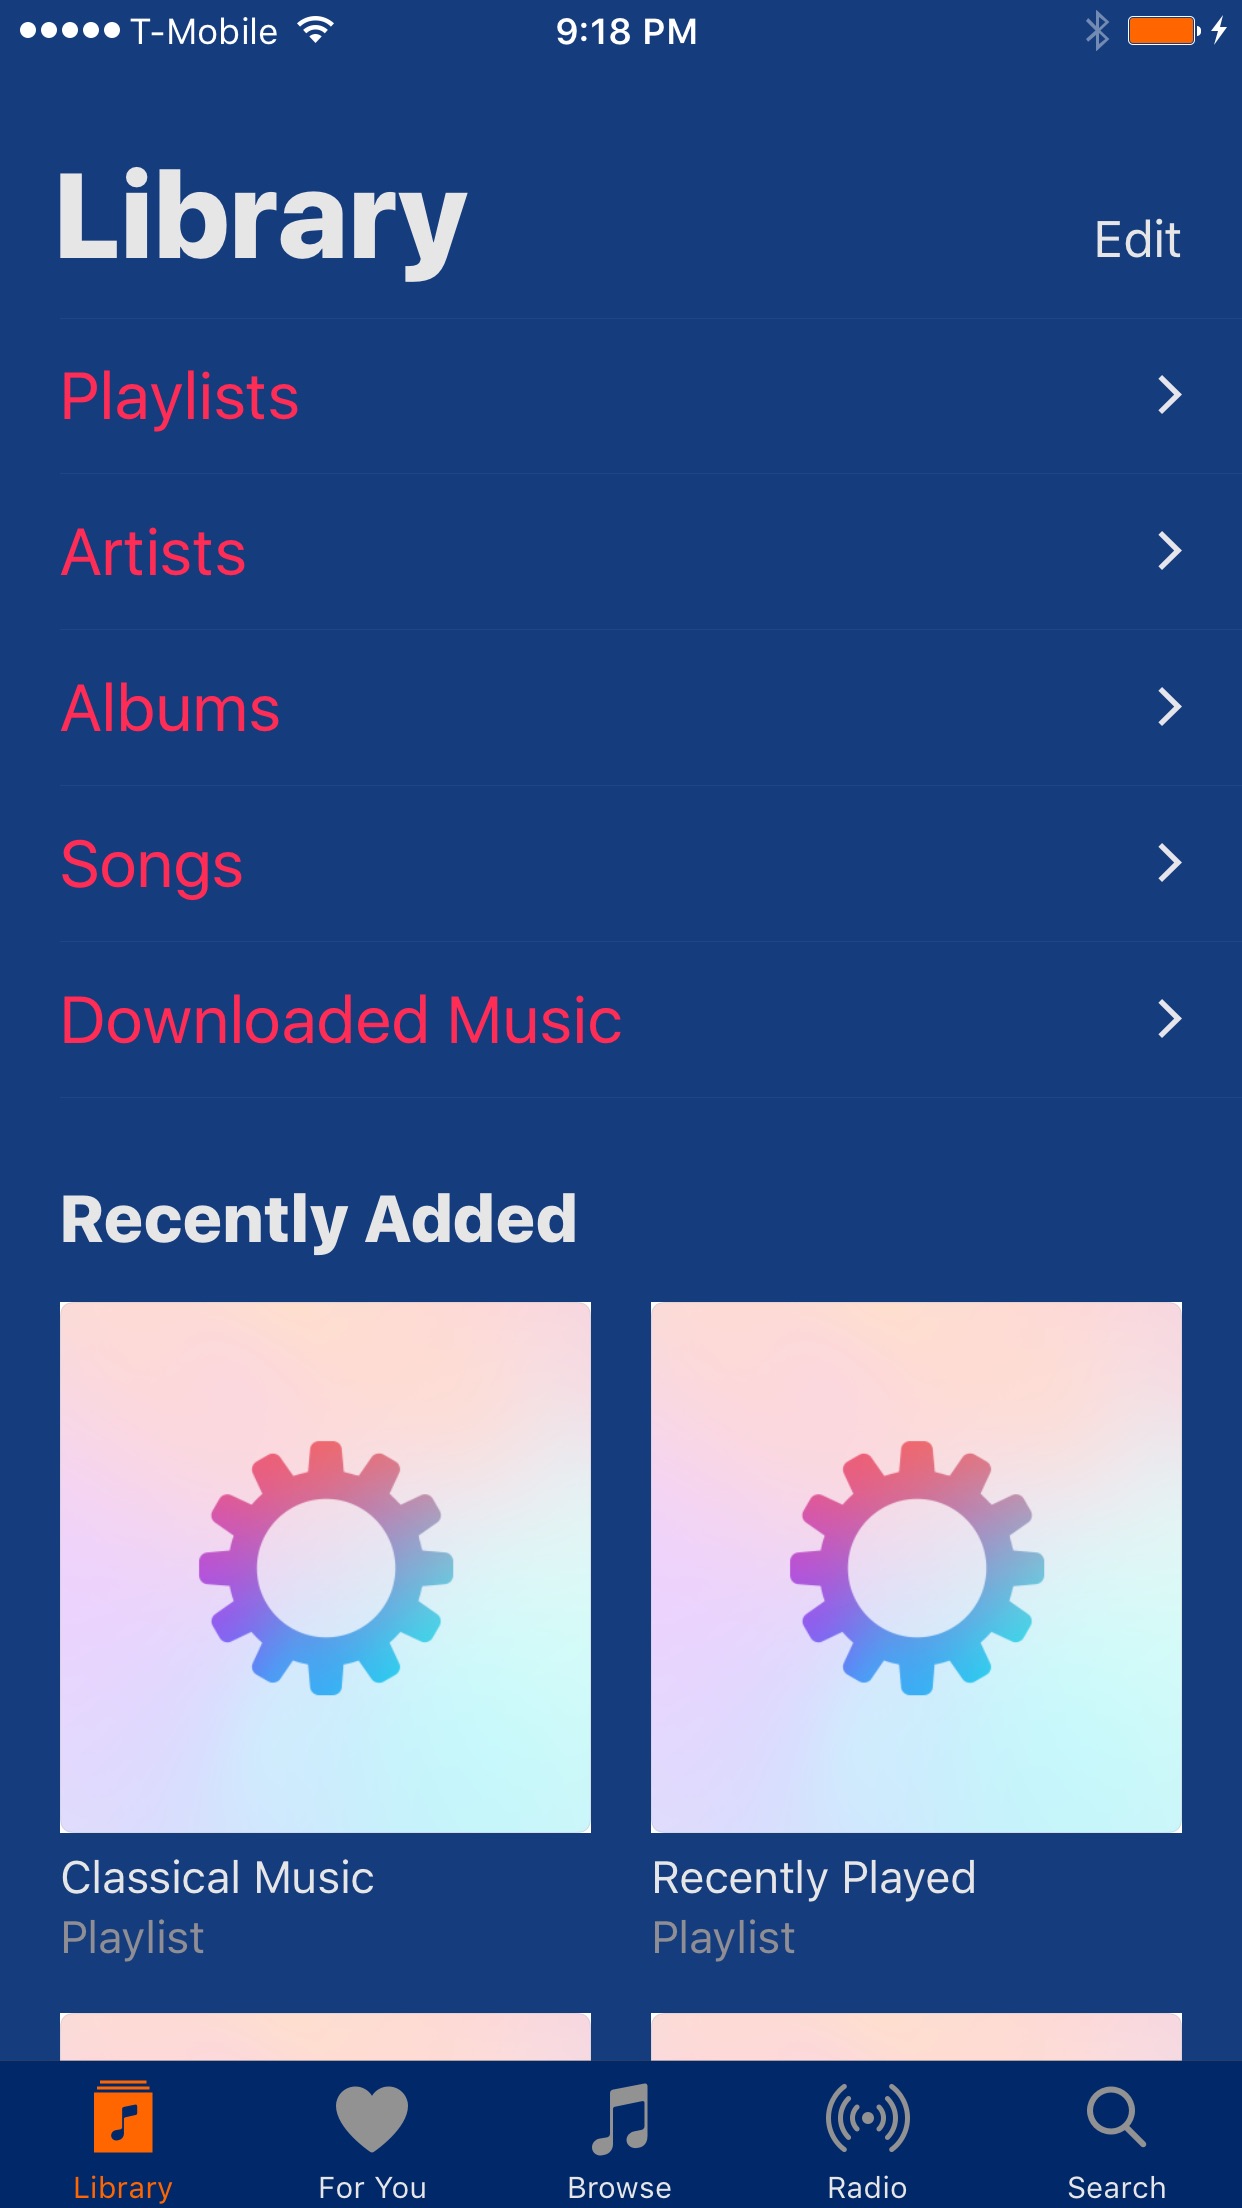 T-Mobile 9:18 PM
Library
Edit
Playlists
Artists
Albums
Songs
Downloaded Music
Recently Added
Classical Music
Playlist
Recently Played
Playlist
Library For You Browse Radio Search